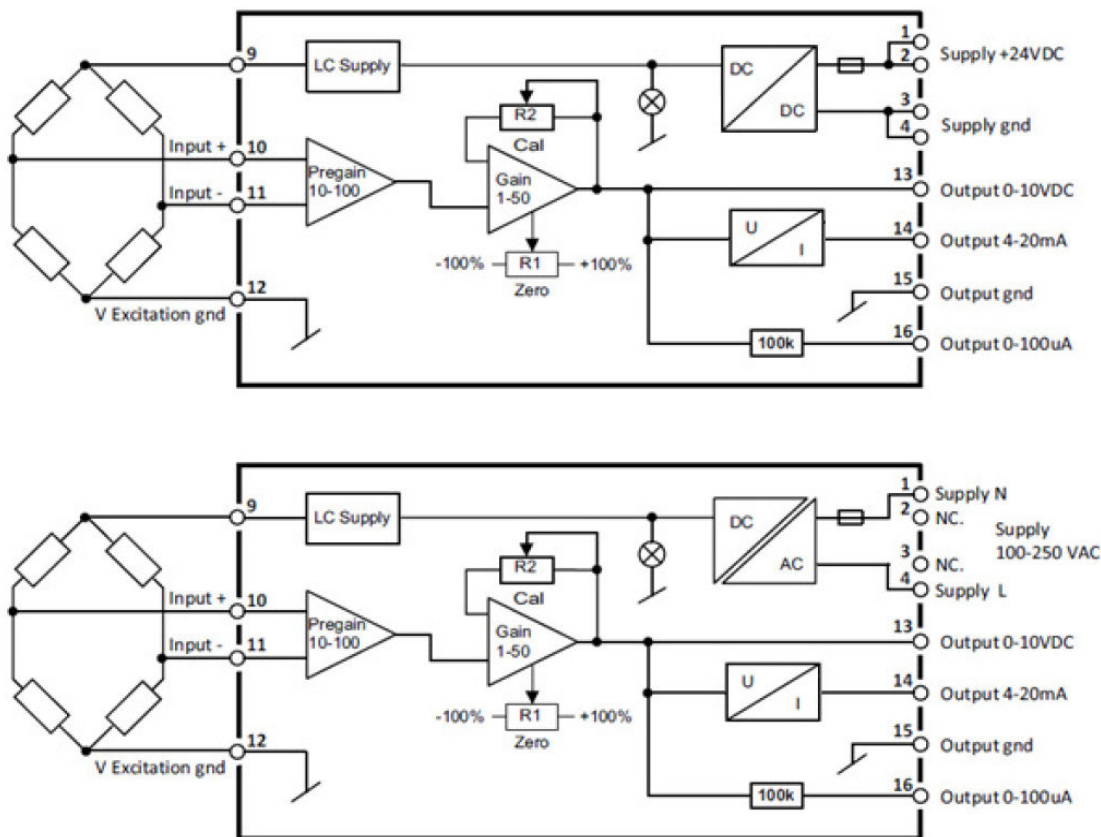 1
9
LC Supply
DC
2
Supply +24VDC
R2
DC
3
4
Supply gnd
Input +
10
Cal
Pregain
10-100
Gain
1-50
13
Output 0-10VDC
Input -
11
U
I
14
Output 4-20mA
-100%
R1
+100%
Zero
12
V Excitation gnd
15
Output gnd
100k
16
Output 0-100uA
1
Supply N
9
LC Supply
DC
2
NC.
Supply
100-250 VAC
R2
AC
3
NC.
4
Supply L
Input +
10
Cal
Pregain
10-100
Gain
1-50
13
Output 0-10VDC
Input -
11
U
I
14
Output 4-20mA
-100%
R1
+100%
Zero
12
V Excitation gnd
15
Output gnd
100k
16
Output 0-100uA